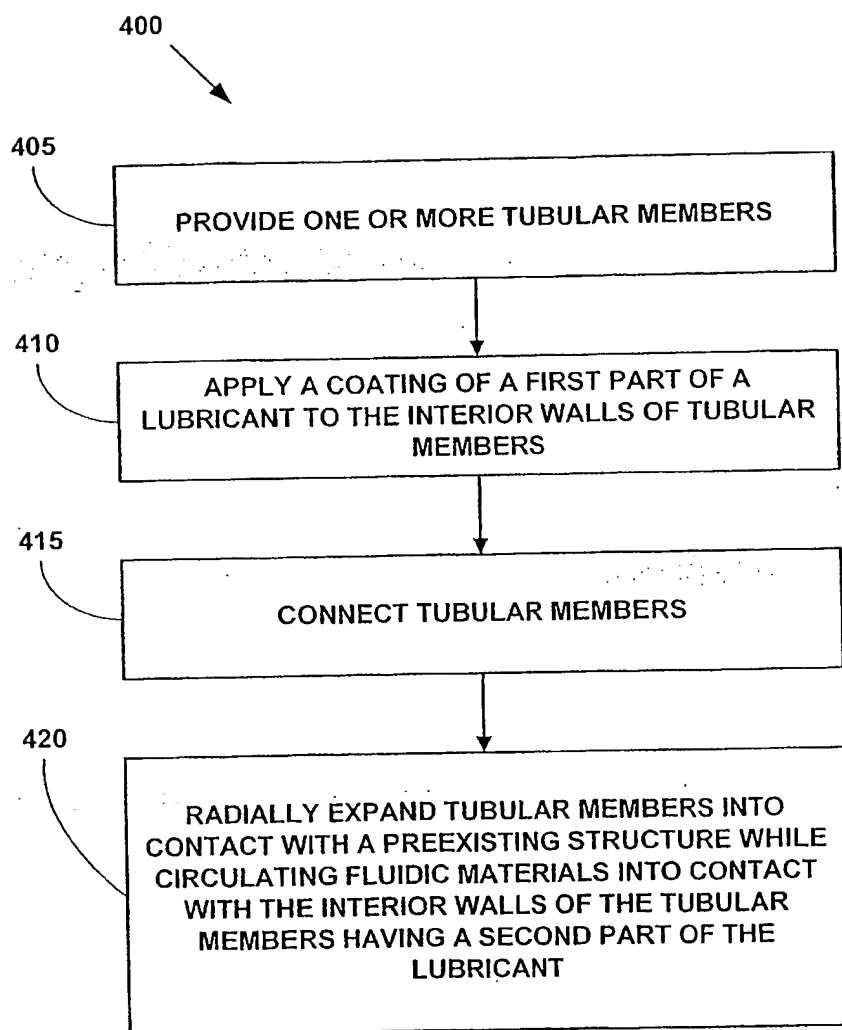 400
405
PROVIDE ONE OR MORE TUBULAR MEMBERS
410
APPLY A COATING OF A FIRST PART OF A
LUBRICANT TO THE INTERIOR WALLS OF TUBULAR
MEMBERS
415
CONNECT TUBULAR MEMBERS
420
RADIALLY EXPAND TUBULAR MEMBERS INTO
CONTACT WITH A PREEXISTING STRUCTURE WHILE
CIRCULATING FLUIDIC MATERIALS INTO CONTACT
WITH THE INTERIOR WALLS OF THE TUBULAR
MEMBERS HAVING A SECOND PART OF THE
LUBRICANT